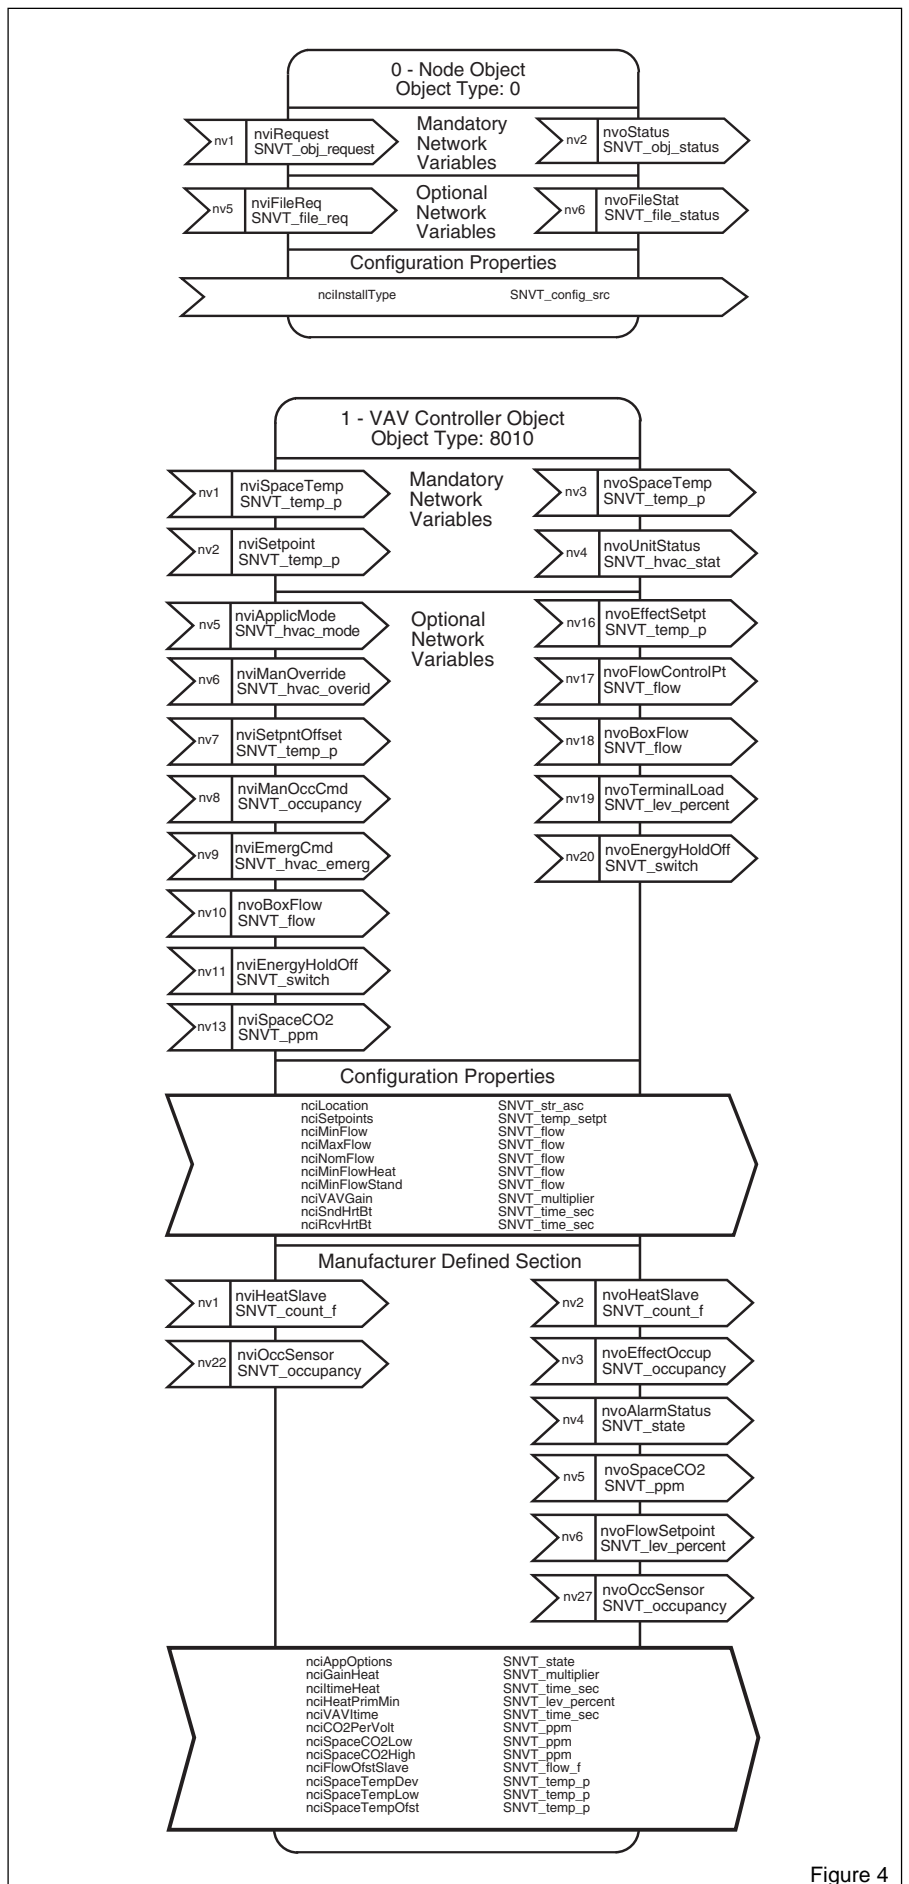 0 - Node Object
Object Type: 0
nv1
nviRequest
SNVT_obj_request
Mandatory
Network
Variables
nv2
nvoStatus
SNVT_obj_status
nv5
nviFileReq
SNVT_file_req
Optional
Network
Variables
nv6
nvoFileStat
SNVT_file_status
Configuration Properties
nciInstallType SNVT_config_src
1 - VAV Controller Object
Object Type: 8010
nv1
nviSpaceTemp
SNVT_temp_p
Mandatory
Network
Variables
nv3
nvoSpaceTemp
SNVT_temp_p
nv2
nviSetpoint
SNVT_temp_p
nv4
nvoUnitStatus
SNVT_hvac_stat
nv5
nviApplicMode
SNVT_hvac_mode
Optional
Network
Variables
nv16
nvoEffectSetpt
SNVT_temp_p
nv6
nviManOverride
SNVT_hvac_overid
nv17
nvoFlowControlPt
SNVT_flow
nv7
nviSetpntOffset
SNVT_temp_p
nv18
nvoBoxFlow
SNVT_flow
nv8
nviManOccCmd
SNVT_occupancy
nv19
nvoTerminalLoad
SNVT_lev_percent
nv9
nviEmergCmd
SNVT_hvac_emerg
nv20
nvoEnergyHoldOff
SNVT_switch
nv10
nvoBoxFlow
SNVT_flow
nv11
nviEnergyHoldOff
SNVT_switch
nv13
nviSpaceCO2
SNVT_ppm
Configuration Properties
nciLocation SNVT_str_asc
nciSetpoints SNVT_temp_setpt
nciMinFlow SNVT_flow
nciMaxFlow SNVT_flow
nciNomFlow SNVT_flow
nciMinFlowHeat SNVT_flow
nciMinFlowStand SNVT_flow
nciVAVGain SNVT_multiplier
nciSndHrtBt SNVT_time_sec
nciRcvHrtBt SNVT_time_sec
Manufacturer Defined Section
nv1
nviHeatSlave
SNVT_count_f
nv2
nvoHeatSlave
SNVT_count_f
nv22
nviOccSensor
SNVT_occupancy
nv3
nvoEffectOccup
SNVT_occupancy
nv4
nvoAlarmStatus
SNVT_state
nv5
nvoSpaceCO2
SNVT_ppm
nv6
nvoFlowSetpoint
SNVT_lev_percent
nv27
nvoOccSensor
SNVT_occupancy
nciAppOptions SNVT_state
nciGainHeat SNVT_multiplier
nciItimeHeat SNVT_time_sec
nciHeatPrimMin SNVT_lev_percent
nciVAVItime SNVT_time_sec
nciCO2PerVolt SNVT_ppm
nciSpaceCO2Low SNVT_ppm
nciSpaceCO2High SNVT_ppm
nciFlowOfstSlave SNVT_flow_f
nciSpaceTempDev SNVT_temp_p
nciSpaceTempLow SNVT_temp_p
nciSpaceTempOfst SNVT_temp_p
Figure 4